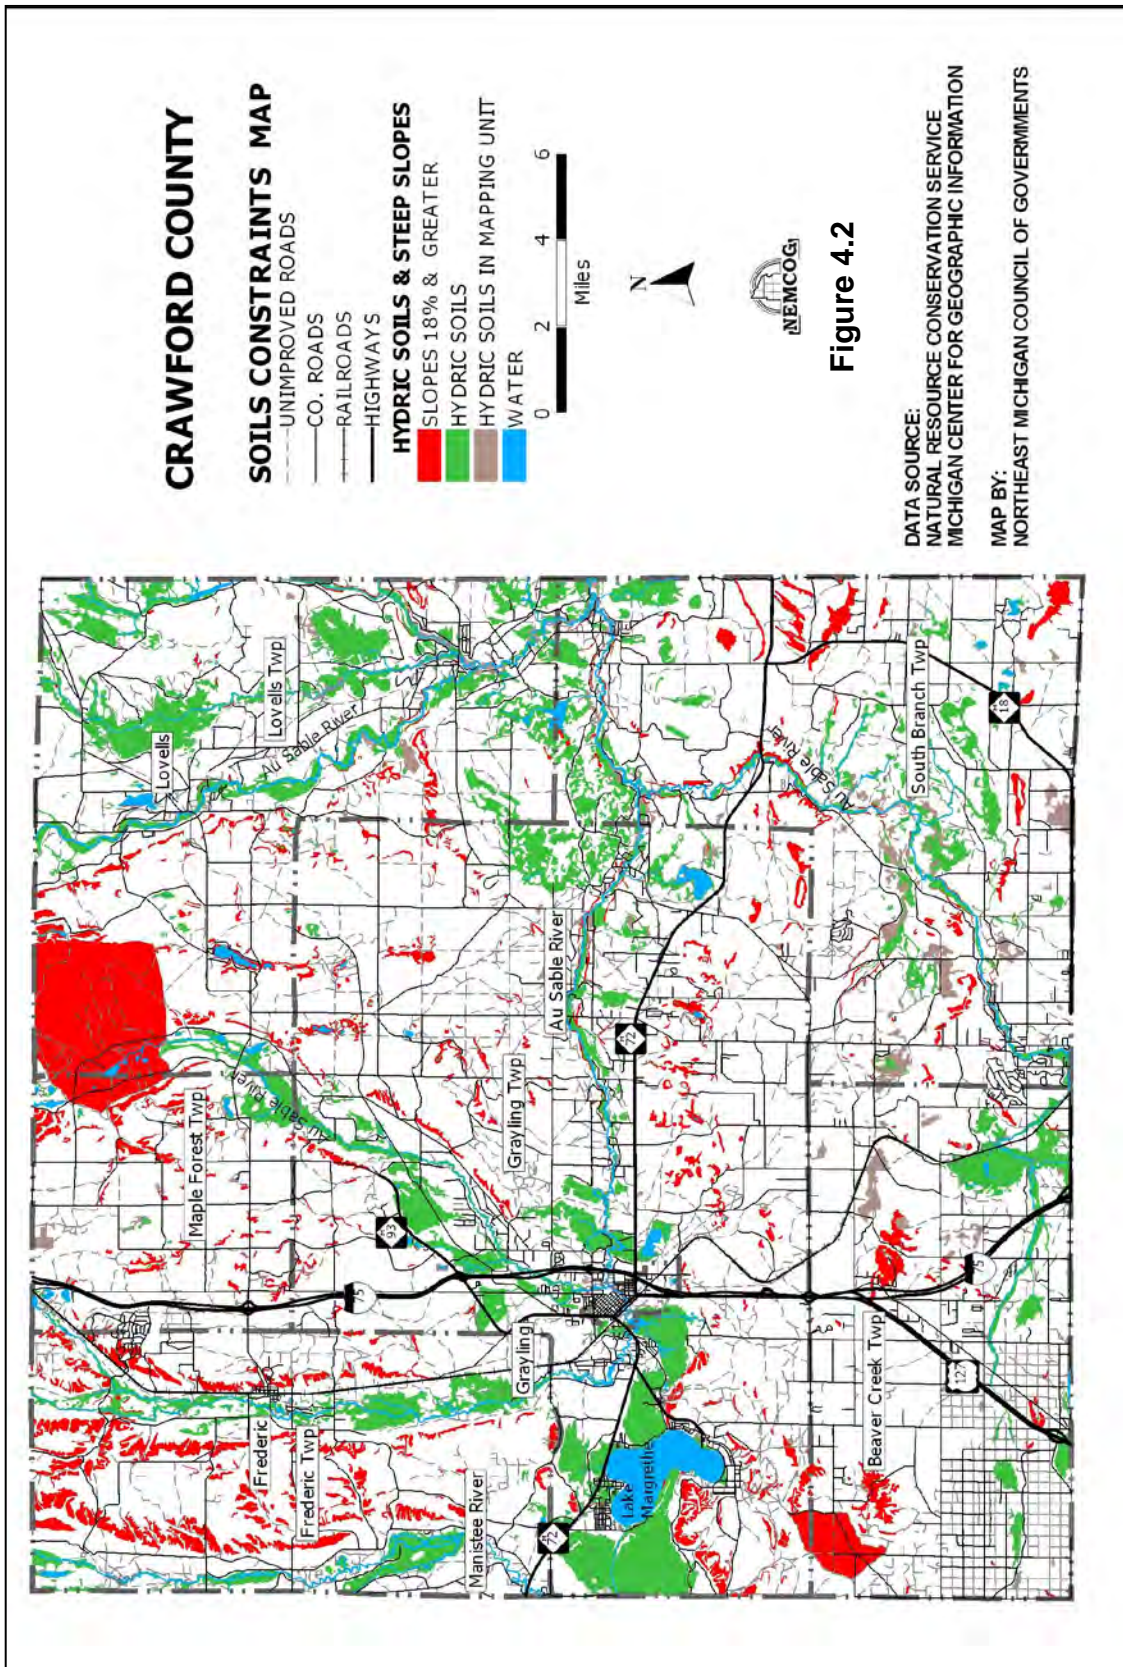 CRAWFORD COUNTY
SOILS CONSTRAINTS MAP
UNIMPROVED ROADS
CO. ROADS
RAILROADS
HIGHWAYS
HYDRIC SOILS & STEEP SLOPES
SLOPES 18% & GREATER
HYDRIC SOILS
HYDRIC SOILS IN MAPPING UNIT
WATER
0 2 4 6
Miles
N
NEMCOG
Figure 4.2
DATA SOURCE:
NATURAL RESOURCE CONSERVATION SERVICE
MICHIGAN CENTER FOR GEOGRAPHIC INFORMATION
MAP BY:
NORTHEAST MICHIGAN COUNCIL OF GOVERNMENTS
Lovells
Lovells Twp
Au Sable River
Maple Forest Twp
Au Sable River
93
75
Frederic
Frederic Twp
Manistee River
Grayling
Grayling Twp
Au Sable River
72
72
Lake
Margrethe
Au Sable River
South Branch Twp
18
Beaver Creek Twp
127
75